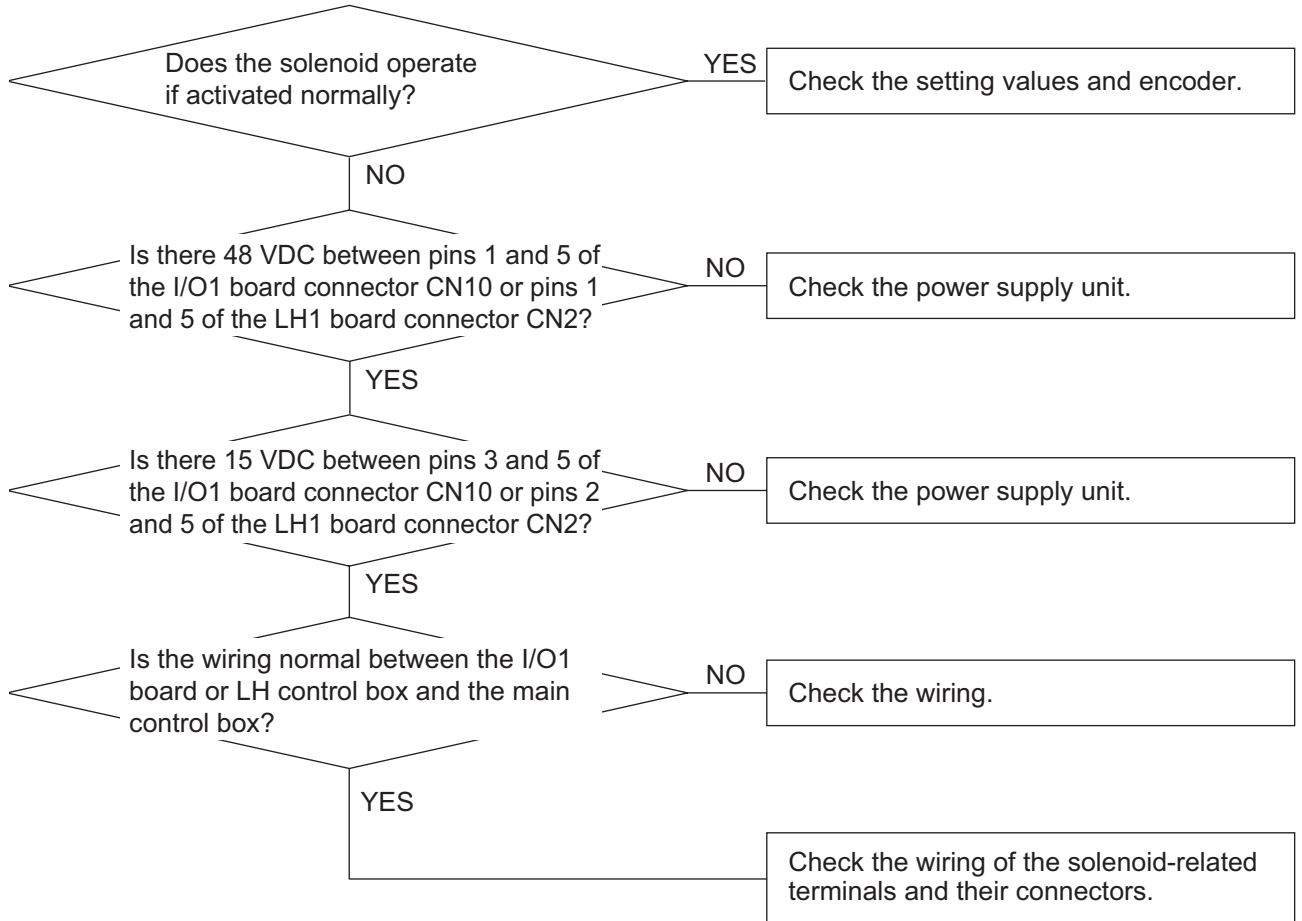 Does the solenoid operate
if activated normally?
YES
Check the setting values and encoder.
NO
Is there 48 VDC between pins 1 and 5 of
the I/O1 board connector CN10 or pins 1
and 5 of the LH1 board connector CN2?
NO
Check the power supply unit.
YES
Is there 15 VDC between pins 3 and 5 of
the I/O1 board connector CN10 or pins 2
and 5 of the LH1 board connector CN2?
NO
Check the power supply unit.
YES
Is the wiring normal between the I/O1
board or LH control box and the main
control box?
NO
Check the wiring.
YES
Check the wiring of the solenoid-related
terminals and their connectors.